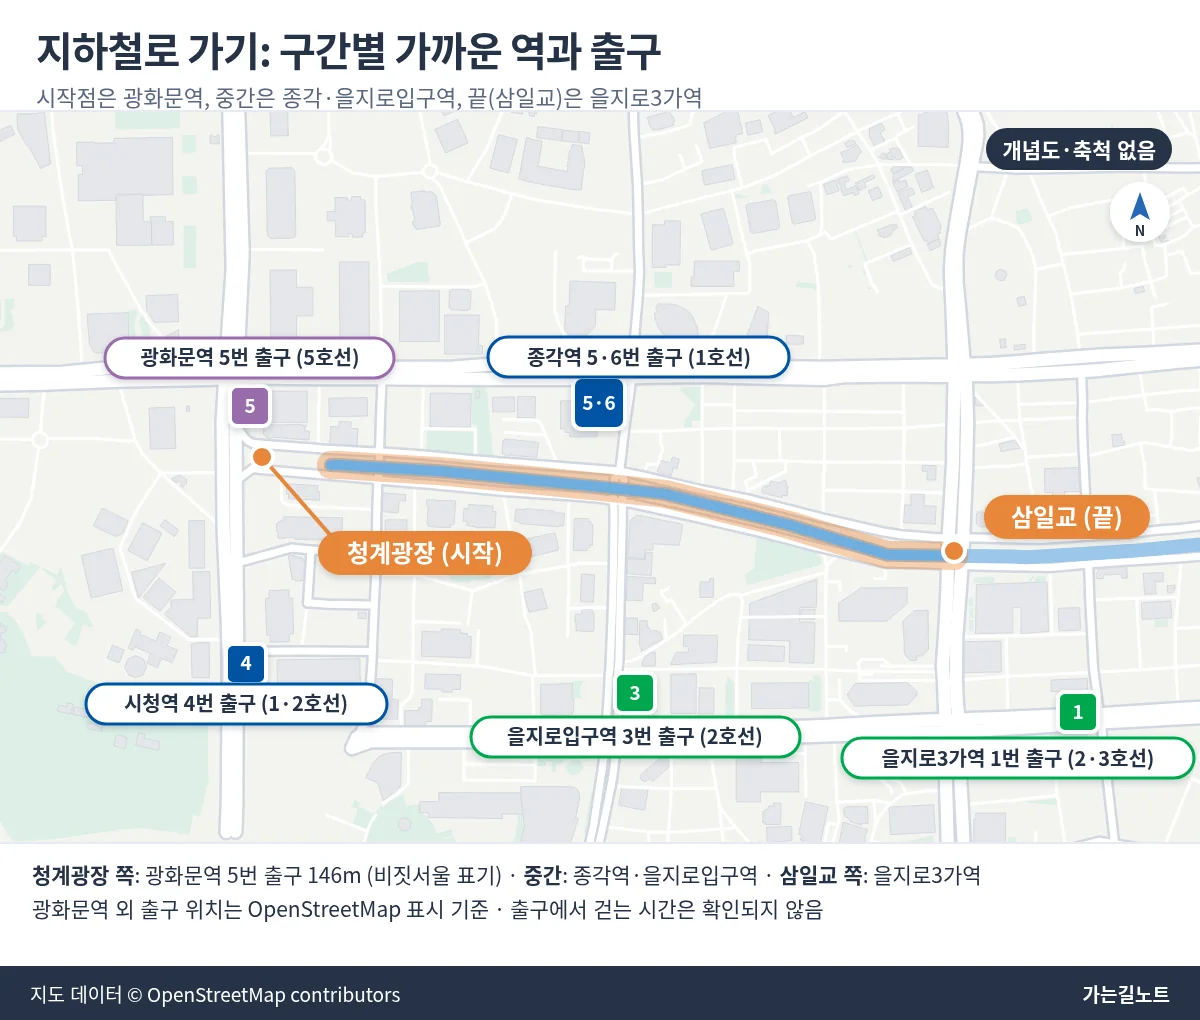 지하철로 가기: 구간별 가까운 역과 출구
시작점은 광화문역, 중간은 종각·을지로입구역, 끝(삼일교)은 을지로3가역
개념도·축척 없음
N
광화문역 5번 출구 (5호선)
종각역 5·6번 출구 (1호선)
5
5·6
삼일교 (끝)
청계광장 (시작)
4
시청역 4번 출구 (1·2호선)
3
을지로입구역 3번 출구 (2호선)
1
을지로3가역 1번 출구 (2·3호선)
청계광장 쪽: 광화문역 5번 출구 146m (비짓서울 표기) · 중간: 종각역·을지로입구역 · 삼일교 쪽: 을지로3가역
광화문역 외 출구 위치는 OpenStreetMap 표시 기준 · 출구에서 걷는 시간은 확인되지 않음
지도 데이터 © OpenStreetMap contributors
가는길노트